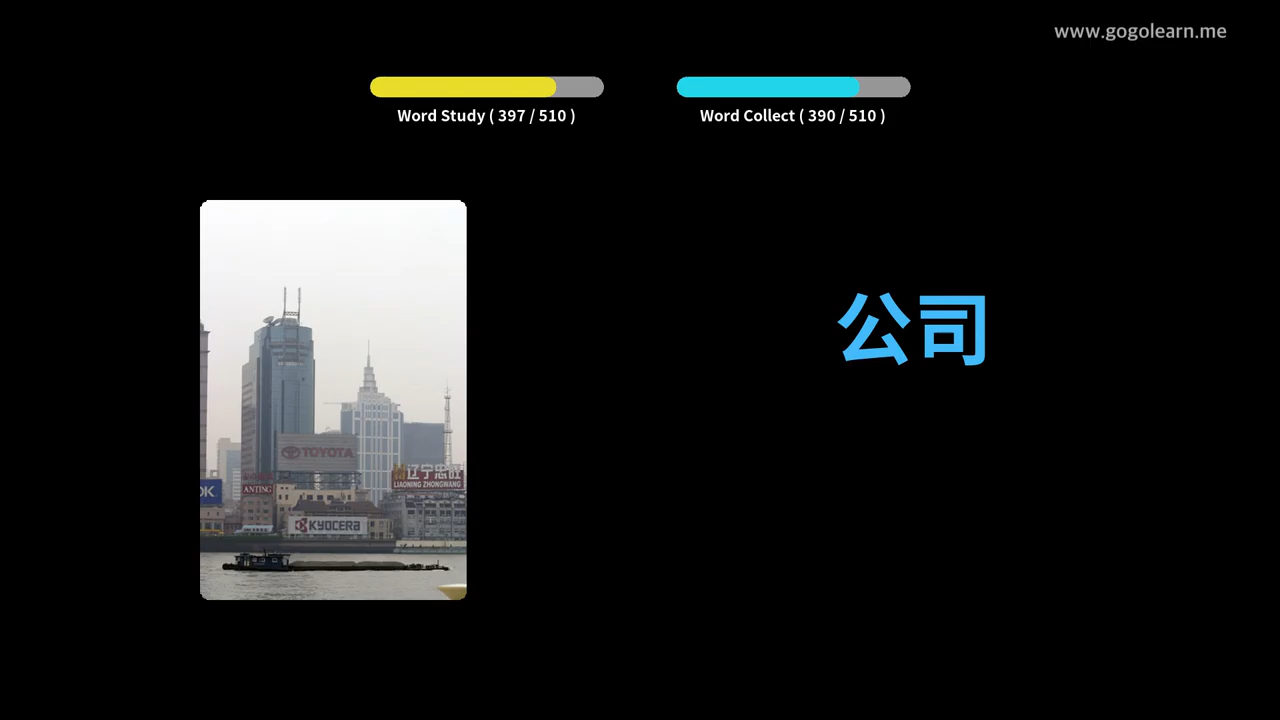 www.gogolearn.me
Word Study ( 397 / 510 )
Word Collect ( 390 / 510 )
公司
TOYOTA
辽宁忠旺
LIAONING ZHONGWANG
ANTING
KYOCERA